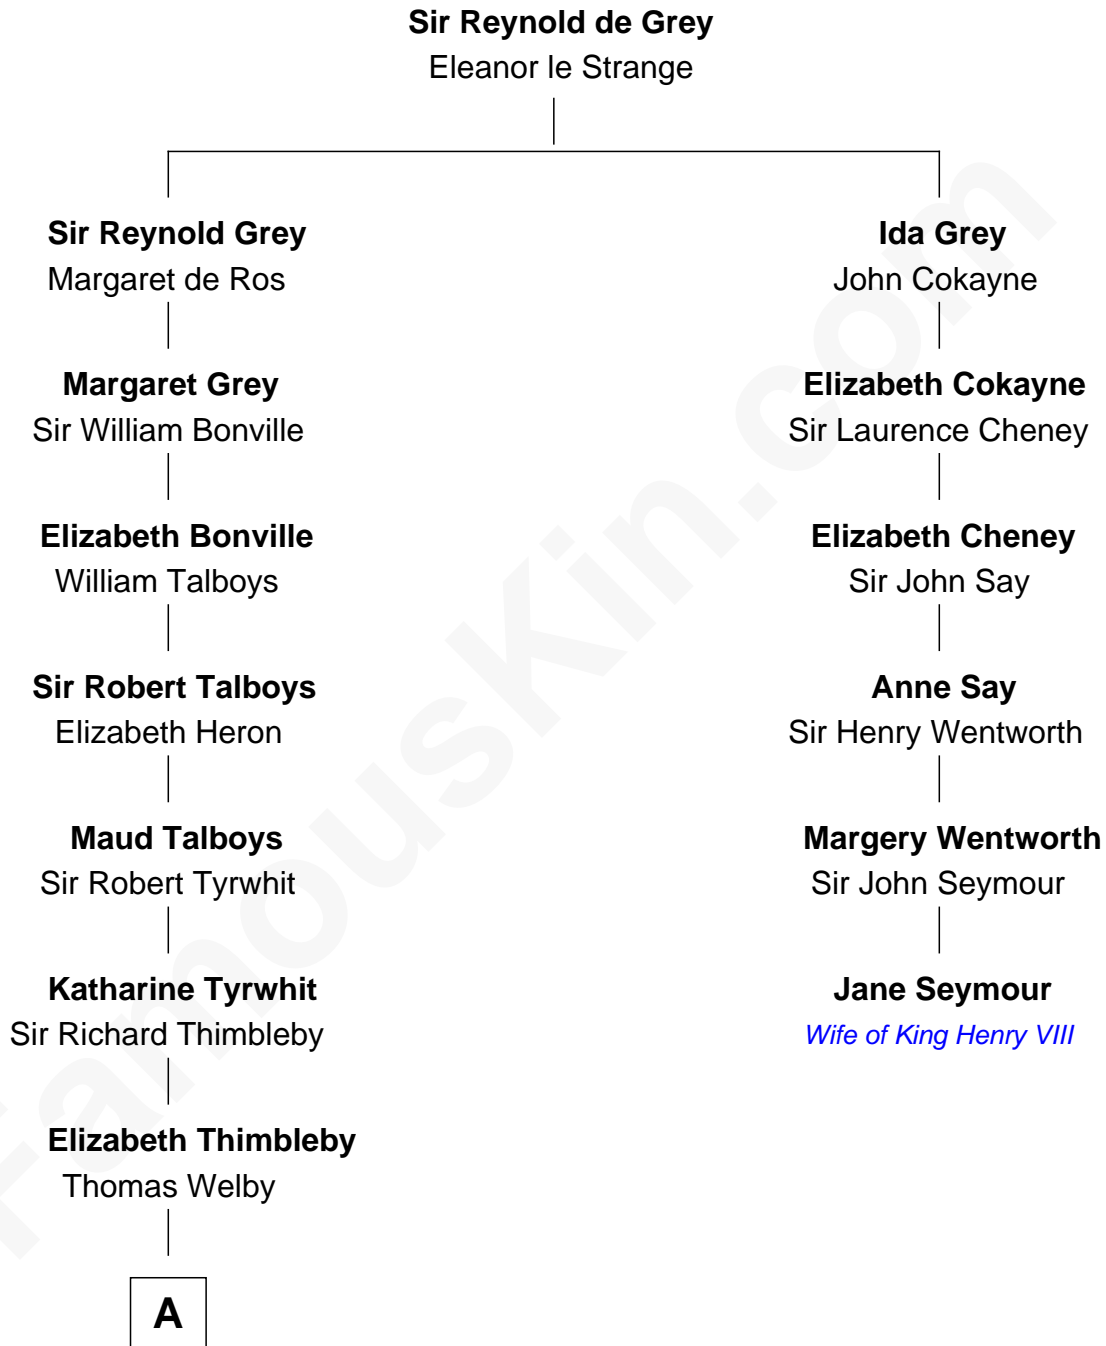 Sir Reynold de Grey
Eleanor le Strange
Sir Reynold Grey
Margaret de Ros
Margaret Grey
Sir William Bonville
Elizabeth Bonville
William Talboys
Sir Robert Talboys
Elizabeth Heron
Maud Talboys
Sir Robert Tyrwhit
Katharine Tyrwhit
Sir Richard Thimbleby
Elizabeth Thimbleby
Thomas Welby
A
Ida Grey
John Cokayne
Elizabeth Cokayne
Sir Laurence Cheney
Elizabeth Cheney
Sir John Say
Anne Say
Sir Henry Wentworth
Margery Wentworth
Sir John Seymour
Jane Seymour
Wife of King Henry VIII
FamousKin.com